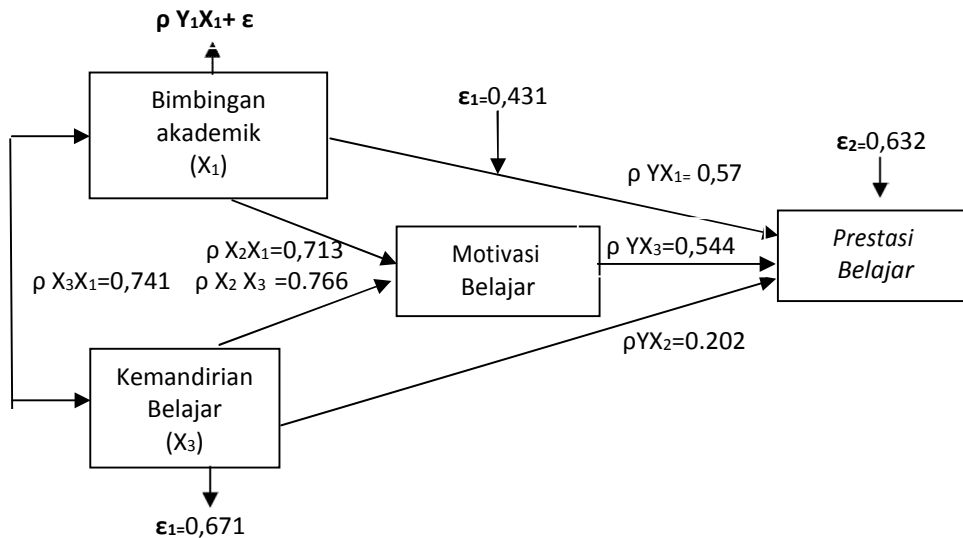 ρ Y₁X₁+ ε
Bimbingan
akademik
(X₁)
ε₁=0,431
ρ YX₁= 0,57
ε₂=0,632
Prestasi
Belajar
ρ X₂X₁=0,713
Motivasi
Belajar
ρ YX₃=0,544
ρ X₃X₁=0,741
ρ X₂ X₃ =0.766
ρYX₂=0.202
Kemandirian
Belajar
(X₃)
ε₁=0,671